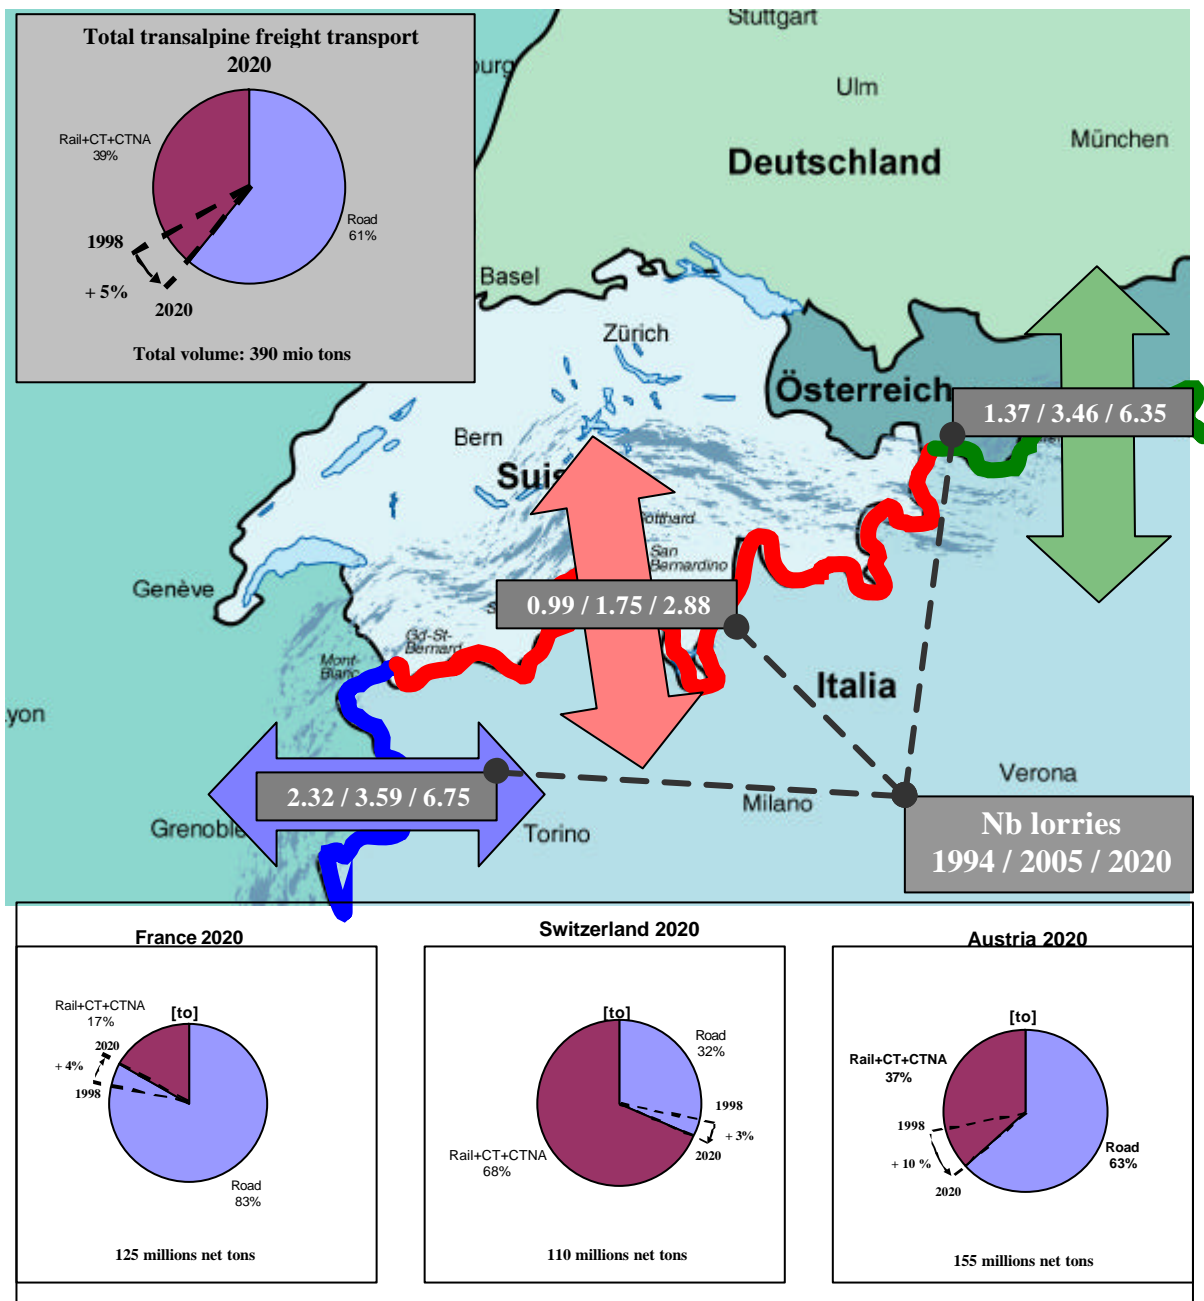 Total transalpine freight transport
2020
Rail+CT+CTNA
39%
Road
61%
1998
+ 5%
2020
Total volume: 390 mio tons
Stuttgart
burg
Ulm
München
Deutschland
Basel
Zürich
Österreich
1.37 / 3.46 / 6.35
Bern
Suis
Gotthard
San
Bernardino
Genève
0.99 / 1.75 / 2.88
Gd-St-
Bernard
Mont-
Blanc
Italia
yon
Verona
2.32 / 3.59 / 6.75
Milano
Grenoble
Torino
Nb lorries
1994 / 2005 / 2020
France 2020
[to]
Rail+CT+CTNA
17%
2020
+ 4%
1998
Road
83%
125 millions net tons
Switzerland 2020
[to]
Road
32%
1998
+ 3%
2020
Rail+CT+CTNA
68%
110 millions net tons
Austria 2020
[to]
Rail+CT+CTNA
37%
1998
+ 10 %
2020
Road
63%
155 millions net tons